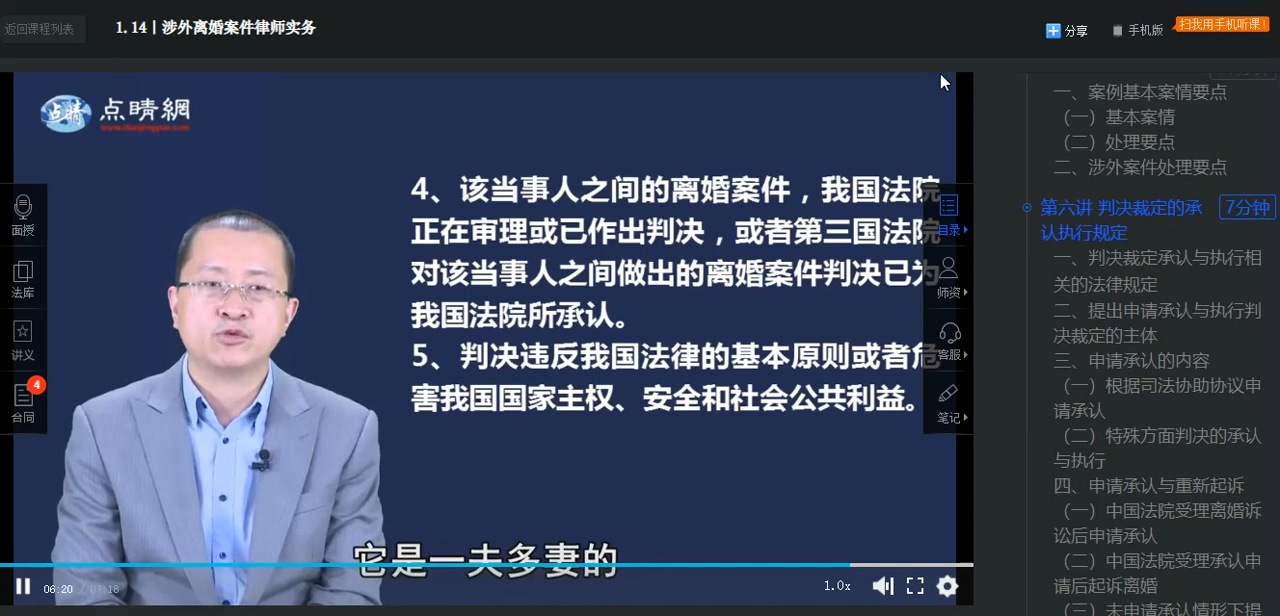 返回课程列表
1. 14丨涉外离婚案件律师实务
分享
手机版
扫我用手机听课!
点睛
点睛網
4、该当事人之间的离婚案件，我国法院
正在审理或已作出判决，或者第三国法院
对该当事人之间做出的离婚案件判决已为
我国法院所承认。
5、判决违反我国法律的基本原则或者危
害我国国家主权、安全和社会公共利益。
它是一夫多妻的
面授
法库
讲义
4
合同
目录
师资
客服
笔记
06:20 / 07:18
1.0x
一、案例基本案情要点
（一）基本案情
（二）处理要点
二、涉外案件处理要点
第六讲 判决裁定的承
认执行规定
7分钟
一、判决裁定承认与执行相
关的法律规定
二、提出申请承认与执行判
决裁定的主体
三、申请承认的内容
（一）根据司法协助协议申
请承认
（二）特殊方面判决的承认
与执行
四、申请承认与重新起诉
（一）中国法院受理离婚诉
讼后申请承认
（二）中国法院受理承认申
请后起诉离婚
（三）未申请承认情形下提